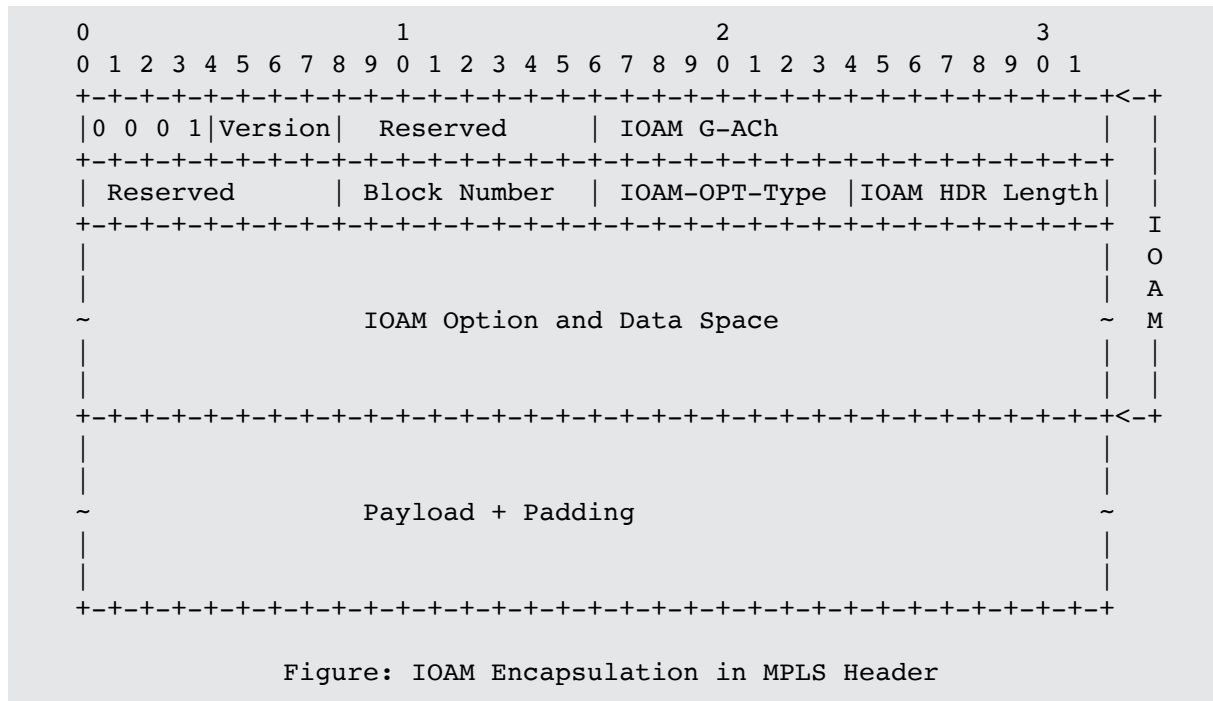 0                   1                   2                   3
0 1 2 3 4 5 6 7 8 9 0 1 2 3 4 5 6 7 8 9 0 1 2 3 4 5 6 7 8 9 0 1
+-+-+-+-+-+-+-+-+-+-+-+-+-+-+-+-+-+-+-+-+-+-+-+-+-+-+-+-+-+-+-+-+<-+
|0 0 0 1|Version|  Reserved     | IOAM G-ACh                    |  |
+-+-+-+-+-+-+-+-+-+-+-+-+-+-+-+-+-+-+-+-+-+-+-+-+-+-+-+-+-+-+-+-+  |
| Reserved      | Block Number  | IOAM-OPT-Type |IOAM HDR Length|  |
+-+-+-+-+-+-+-+-+-+-+-+-+-+-+-+-+-+-+-+-+-+-+-+-+-+-+-+-+-+-+-+-+  I
|                                                               |  O
|                                                               |  A
~                 IOAM Option and Data Space                    ~  M
|                                                               |  |
|                                                               |  |
+-+-+-+-+-+-+-+-+-+-+-+-+-+-+-+-+-+-+-+-+-+-+-+-+-+-+-+-+-+-+-+-+<-+
|                                                               |
|                                                               |
~                 Payload + Padding                             ~
|                                                               |
|                                                               |
+-+-+-+-+-+-+-+-+-+-+-+-+-+-+-+-+-+-+-+-+-+-+-+-+-+-+-+-+-+-+-+-+
Figure: IOAM Encapsulation in MPLS Header